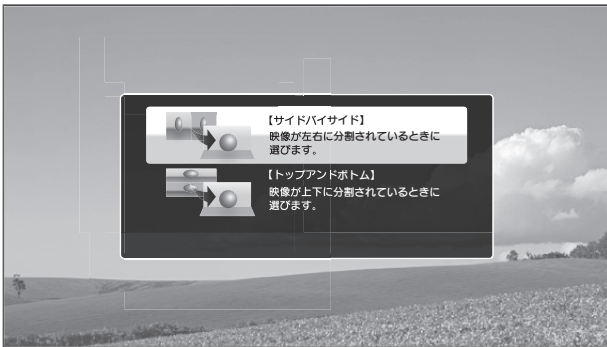 【サイドバイサイド】
映像が左右に分割されているときに
選びます。
【トップアンドボトム】
映像が上下に分割されているときに
選びます。